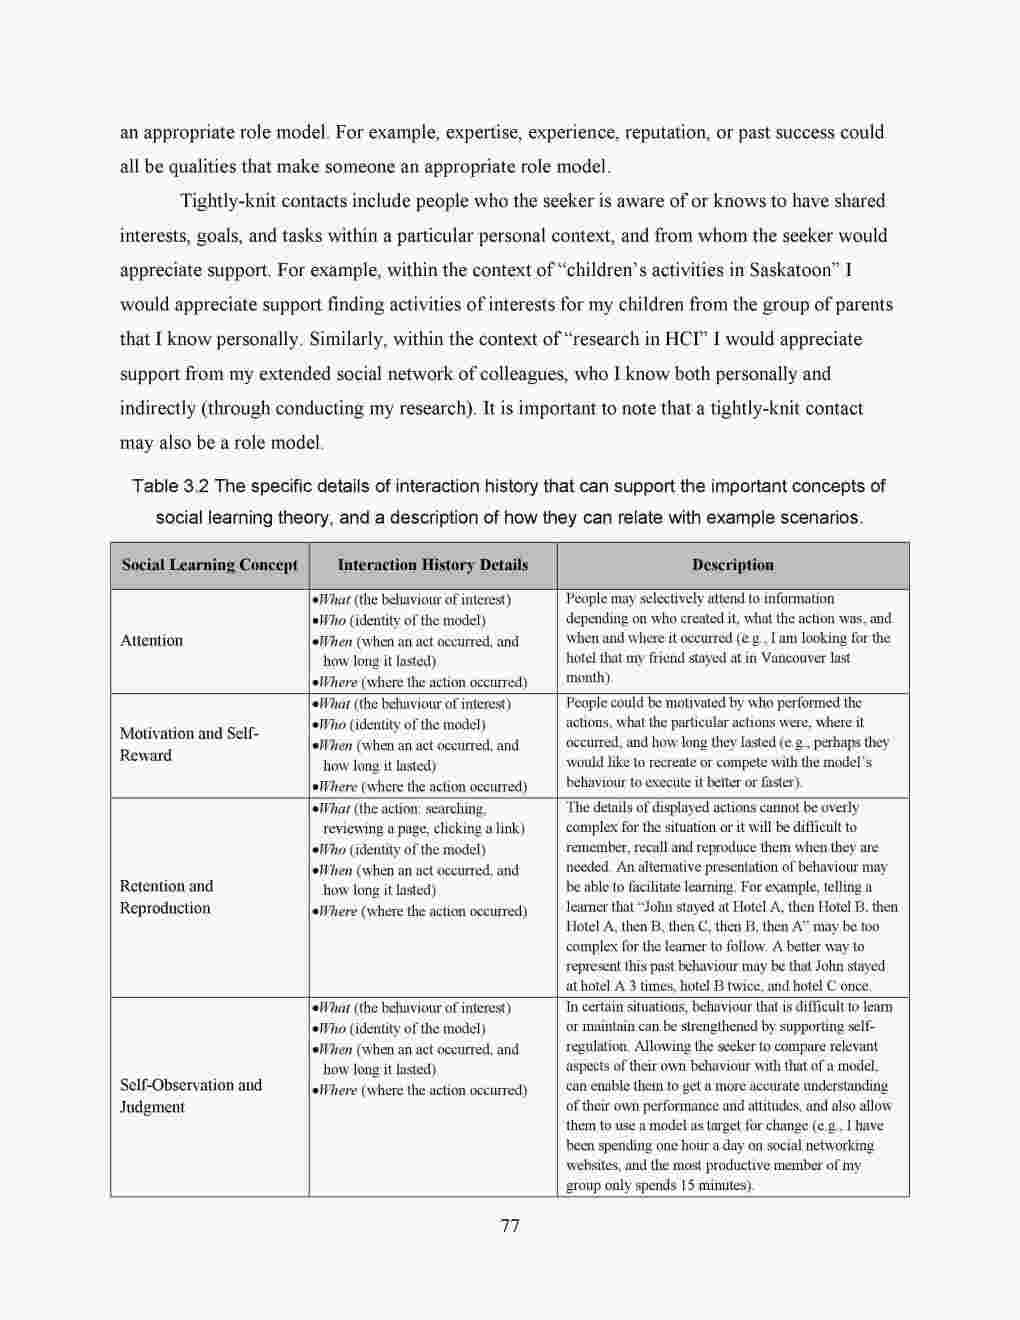 an appropriate role model. For example, expertise, experience, reputation, or past success could
all be qualities that make someone an appropriate role model.
Tightly-knit contacts include people who the seeker is aware of or knows to have shared
interests, goals, and tasks within a particular personal context, and from whom the seeker would
appreciate support. For example, within the context of “children’s activities in Saskatoon” I
would appreciate support finding activities of interests for my children from the group of parents
that I know personally. Similarly, within the context of “research in HCI” I would appreciate
support from my extended social network of colleagues, who I know both personally and
indirectly (through conducting my research). It is important to note that a tightly-knit contact
may also be a role model.
Table 3.2 The specific details of interaction history that can support the important concepts of
social learning theory, and a description of how they can relate with example scenarios.
Social Learning Concept
Interaction History Details
Description
Attention
•What (the behaviour of interest)
•Who (identity of the model)
•When (when an act occurred, and
how long it lasted)
•Where (where the action occurred)
People may selectively attend to information
depending on who created it, what the action was, and
when and where it occurred (e.g., I am looking for the
hotel that my friend stayed at in Vancouver last
month).
Motivation and Self-
Reward
•What (the behaviour of interest)
•Who (identity of the model)
•When (when an act occurred, and
how long it lasted)
•Where (where the action occurred)
People could be motivated by who performed the
actions, what the particular actions were, where it
occurred, and how long they lasted (e.g., perhaps they
would like to recreate or compete with the model’s
behaviour to execute it better or faster).
Retention and
Reproduction
•What (the action: searching,
reviewing a page, clicking a link)
•Who (identity of the model)
•When (when an act occurred, and
how long it lasted)
•Where (where the action occurred)
The details of displayed actions cannot be overly
complex for the situation or it will be difficult to
remember, recall and reproduce them when they are
needed. An alternative presentation of behaviour may
be able to facilitate learning. For example, telling a
learner that “John stayed at Hotel A, then Hotel B, then
Hotel A, then B, then C, then B, then A” may be too
complex for the learner to follow. A better way to
represent this past behaviour may be that John stayed
at hotel A 3 times, hotel B twice, and hotel C once.
Self-Observation and
Judgment
•What (the behaviour of interest)
•Who (identity of the model)
•When (when an act occurred, and
how long it lasted)
•Where (where the action occurred)
In certain situations, behaviour that is difficult to learn
or maintain can be strengthened by supporting self-
regulation. Allowing the seeker to compare relevant
aspects of their own behaviour with that of a model,
can enable them to get a more accurate understanding
of their own performance and attitudes, and also allow
them to use a model as target for change (e.g., I have
been spending one hour a day on social networking
websites, and the most productive member of my
group only spends 15 minutes).
77